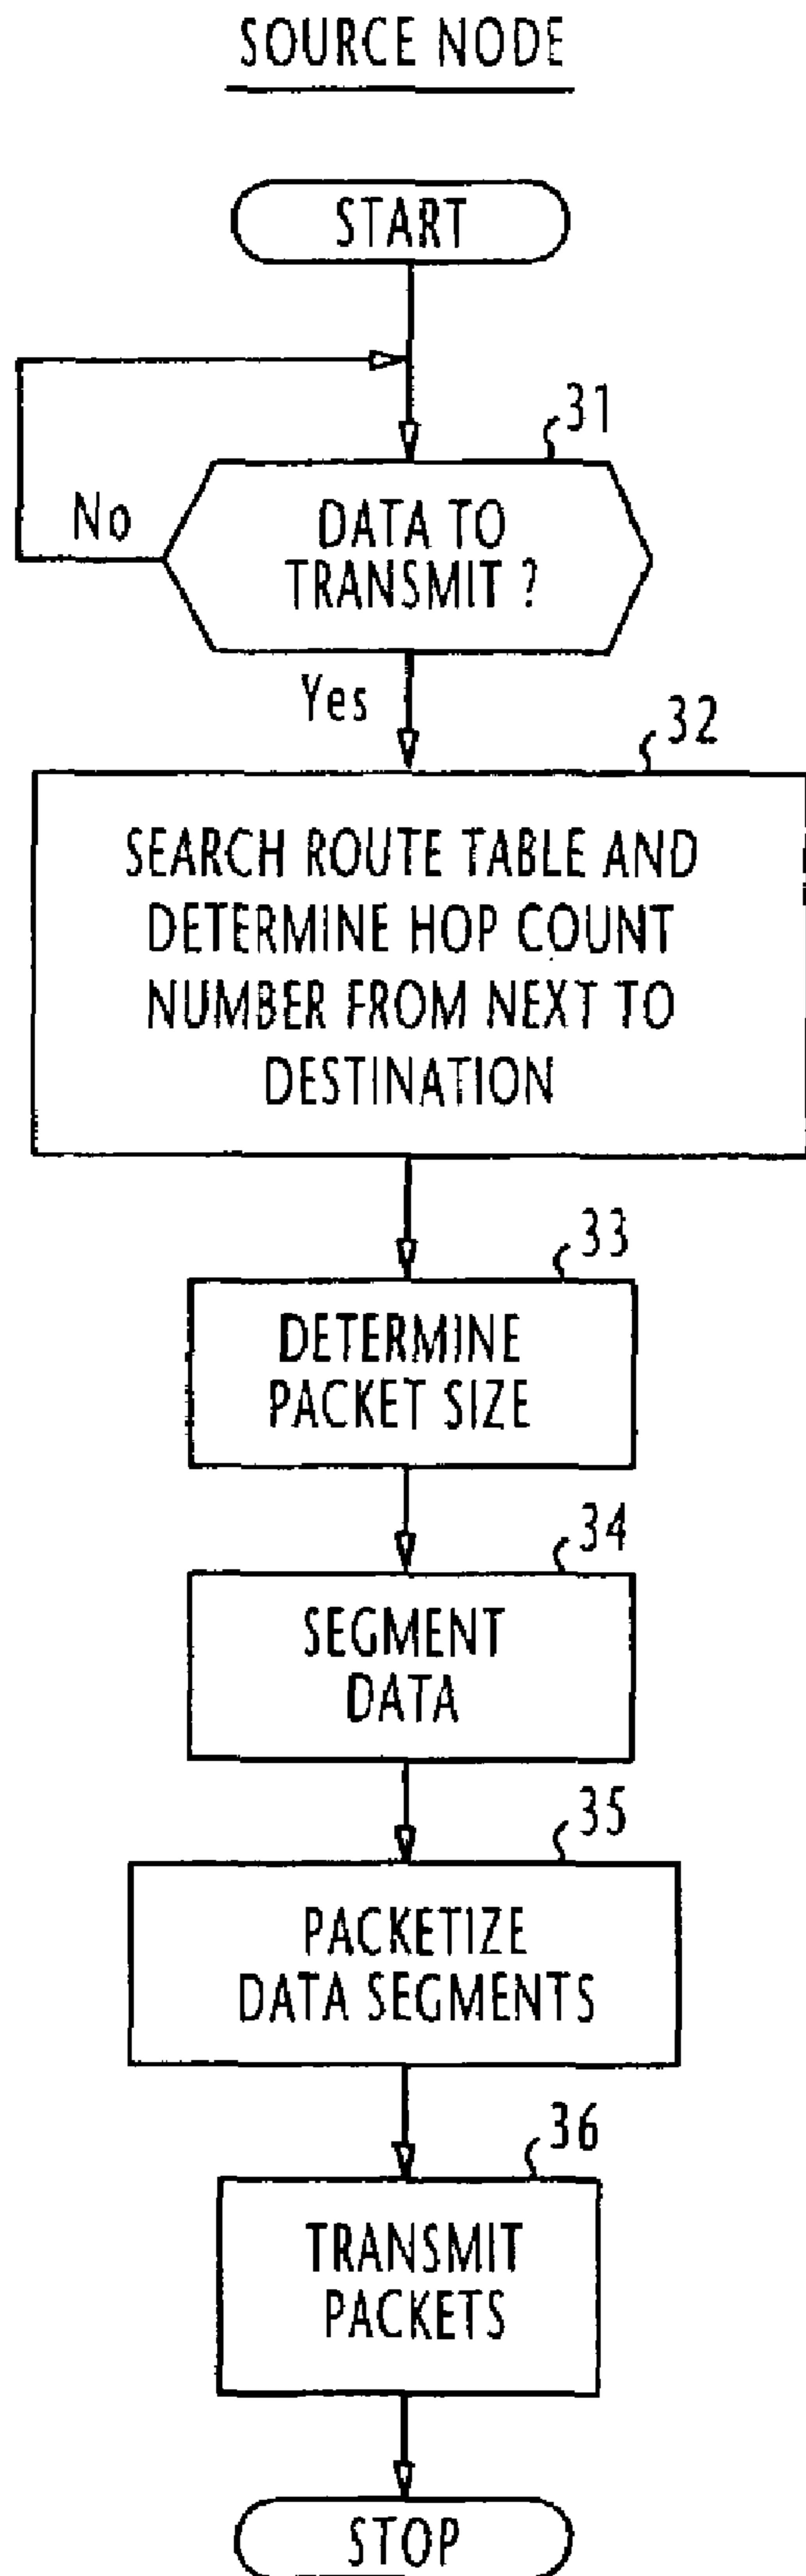 SOURCE NODE
START
31
No
DATA TO
TRANSMIT ?
Yes
32
SEARCH ROUTE TABLE AND
DETERMINE HOP COUNT
NUMBER FROM NEXT TO
DESTINATION
33
DETERMINE
PACKET SIZE
34
SEGMENT
DATA
35
PACKETIZE
DATA SEGMENTS
36
TRANSMIT
PACKETS
STOP